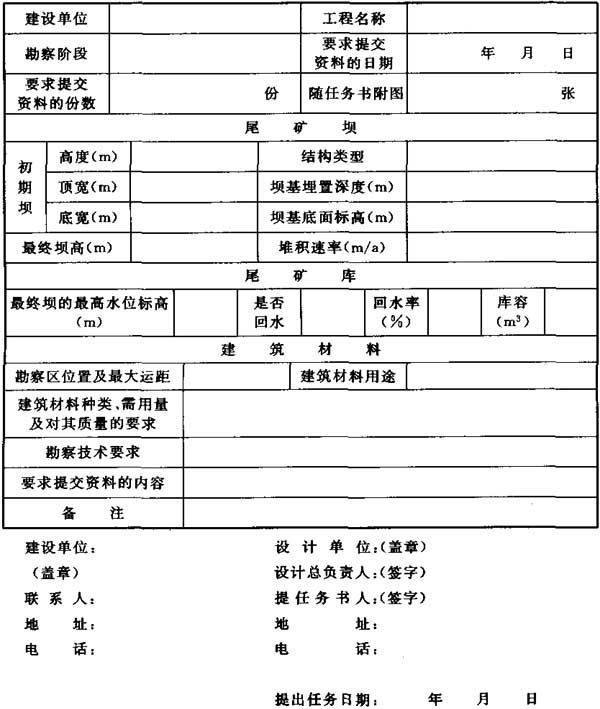 建设单位 工程名称
勘察阶段 要求提交资料的日期 年 月 日
要求提交资料的份数 份 随任务书附图 张
尾 矿 坝
初期坝 高度(m) 结构类型
顶宽(m) 坝基埋置深度(m)
底宽(m) 坝基底面标高(m)
最终坝高(m) 堆积速率(m/a)
尾 矿 库
最终坝的最高水位标高(m) 是否回水 回水率(%) 库容(m³)
建 筑 材 料
勘察区位置及最大运距 建筑材料用途
建筑材料种类、需用量及对其质量的要求
勘察技术要求
要求提交资料的内容
备 注
建设单位: 设 计 单 位:(盖章)
(盖章) 设计总负责人:(签字)
联 系 人: 提任务书人:(签字)
地 址: 地 址:
电 话: 电 话:
提出任务日期: 年 月 日